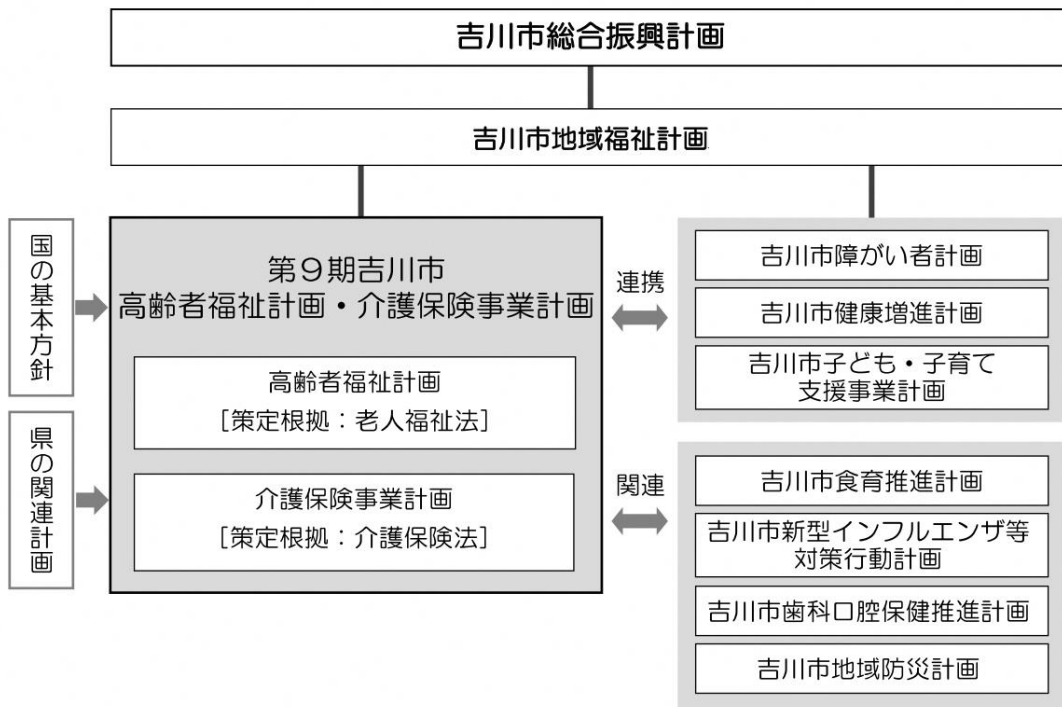 吉川市総合振興計画
吉川市地域福祉計画
国の基本方針
県の関連計画
第9期吉川市
高齢者福祉計画・介護保険事業計画
高齢者福祉計画
[策定根拠:老人福祉法]
介護保険事業計画
[策定根拠:介護保険法]
連携
関連
吉川市障がい者計画
吉川市健康増進計画
吉川市子ども・子育て
支援事業計画
吉川市食育推進計画
吉川市新型インフルエンザ等
対策行動計画
吉川市歯科口腔保健推進計画
吉川市地域防災計画